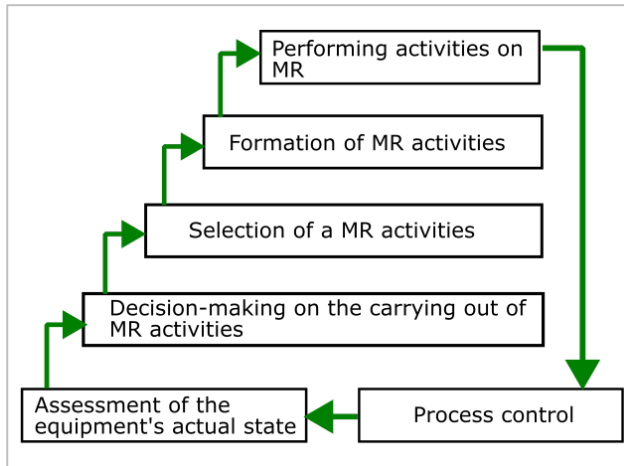 Performing activities on
MR
Formation of MR activities
Selection of a MR activities
Decision-making on the carrying out of
MR activities
Assessment of the
equipment's actual state
Process control